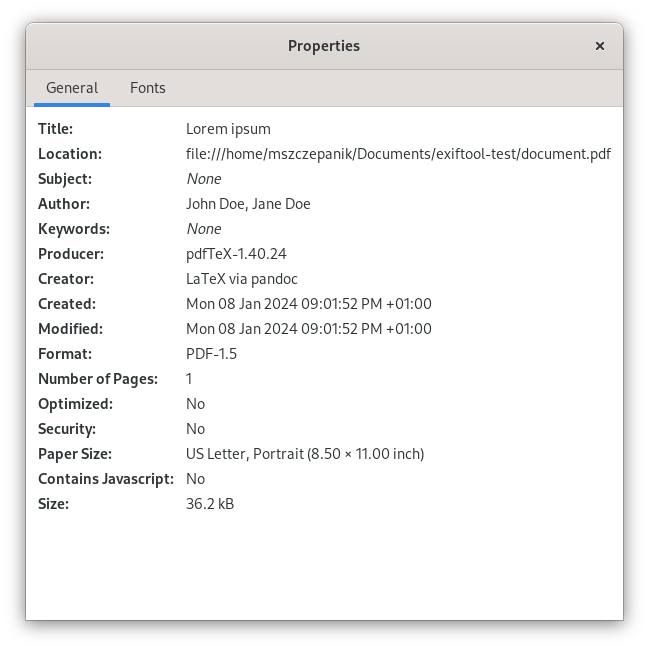 Properties
General Fonts
Title: Lorem ipsum
Location: file:///home/mszczepanik/Documents/exiftool-test/document.pdf
Subject: None
Author: John Doe, Jane Doe
Keywords: None
Producer: pdfTeX-1.40.24
Creator: LaTeX via pandoc
Created: Mon 08 Jan 2024 09:01:52 PM +01:00
Modified: Mon 08 Jan 2024 09:01:52 PM +01:00
Format: PDF-1.5
Number of Pages: 1
Optimized: No
Security: No
Paper Size: US Letter, Portrait (8.50 × 11.00 inch)
Contains Javascript: No
Size: 36.2 kB